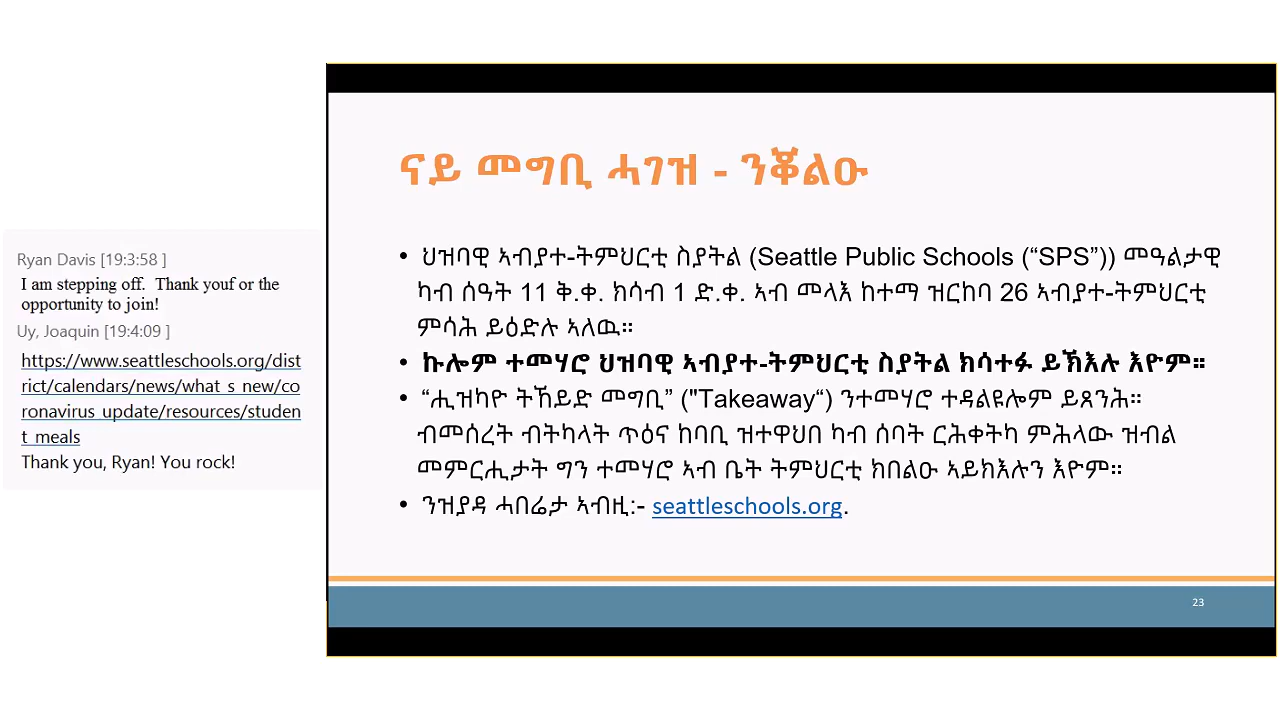 Ryan Davis [19:3:58 ]
I am stepping off.  Thank youf or the
opportunity to join!
Uy, Joaquin [19:4:09 ]
https://www.seattleschools.org/dist
rict/calendars/news/what_s_new/co
ronavirus_update/resources/studen
t_meals
Thank you, Ryan! You rock!
ናይ መግቢ ሓገዝ - ንቖልዑ
• ህዝባዊ ኣብያተ-ትምህርቲ ስያትል (Seattle Public Schools (“SPS”)) መዓልታዊ
ካብ ሰዓት 11 ቅ.ቀ. ክሳብ 1 ድ.ቀ. ኣብ መላእ ከተማ ዝርከባ 26 ኣብያተ-ትምህርቲ
ምሳሕ ይዕድሉ ኣለዉ።
• ኩሎም ተመሃሮ ህዝባዊ ኣብያተ-ትምህርቲ ስያትል ክሳተፉ ይኽእሉ እዮም።
• “ሒዝካዮ ትኸይድ መግቢ” ("Takeaway“) ንተመሃሮ ተዳልዩሎም ይጸንሕ።
ብመሰረት ብትካላት ጥዕና ከባቢ ዝተዋህበ ካብ ሰባት ርሕቀትካ ምሕላው ዝብል
መምርሒታት ግን ተመሃሮ ኣብ ቤት ትምህርቲ ክበልዑ ኣይክእሉን እዮም።
• ንዝያዳ ሓበሬታ ኣብዚ:- seattleschools.org.
23